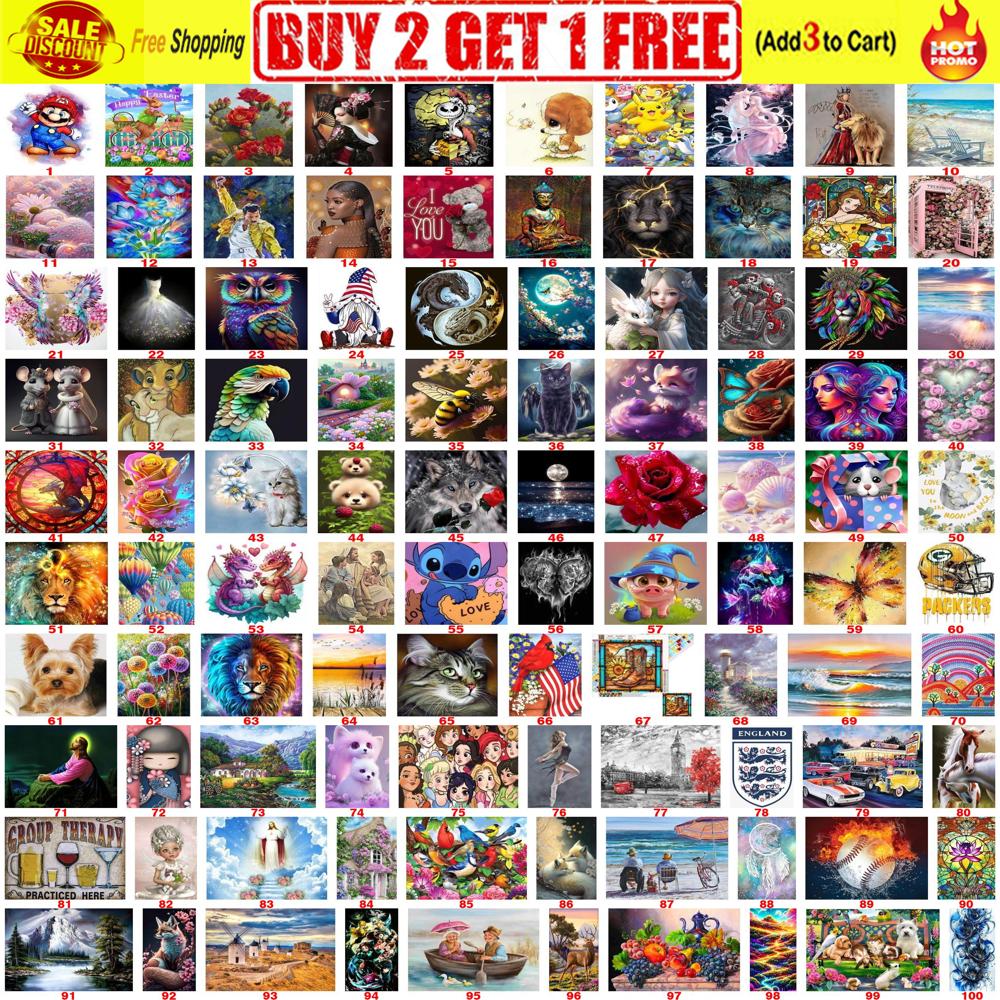 SALE
DISCOUNT
Free Shopping
BUY 2 GET 1 FREE
(Add 3 to Cart)
HOT
PROMO
Happy Easter
1 2 3 4 5 6 7 8 9 10
TELEPHONE
I
Love
YOU
11 12 13 14 15 16 17 18 19 20
21 22 23 24 25 26 27 28 29 30
31 32 33 34 35 36 37 38 39 40
LOVE
YOU
to
MOON
BACK
41 42 43 44 45 46 47 48 49 50
G
LOVE
PACKERS
51 52 53 54 55 56 57 58 59 60
61 62 63 64 65 66 67 68 69 70
ENGLAND
71 72 73 74 75 76 77 78 79 80
GROUP THERAPY
PRACTICED HERE
81 82 83 84 85 86 87 88 89 90
91 92 93 94 95 96 97 98 99 100